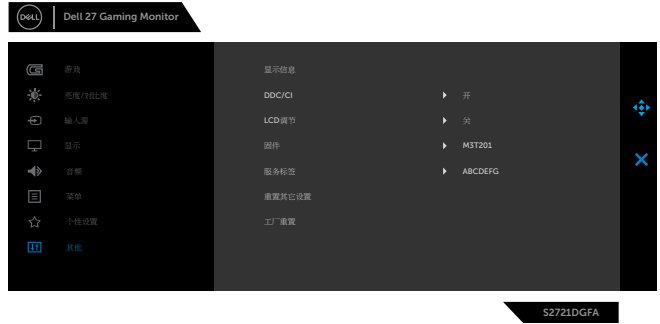 DELL
Dell 27 Gaming Monitor
游戏
亮度/对比度
输入源
显示
音频
菜单
个性设置
其他
显示信息
DDC/CI 开
LCD调节 关
固件 M3T201
服务标签 ABCDEFG
重置其它设置
工厂重置
S2721DGFA